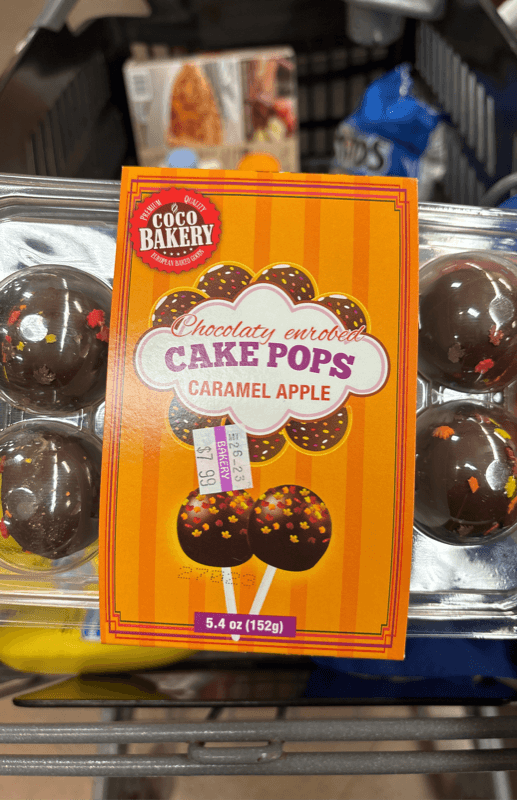 PREMIUM QUALITY
COCO
BAKERY
EUROPEAN BAKED GOODS
Chocolaty enrobed
CAKE POPS
CARAMEL APPLE
BAKERY
$7.99
5.4 oz (152g)